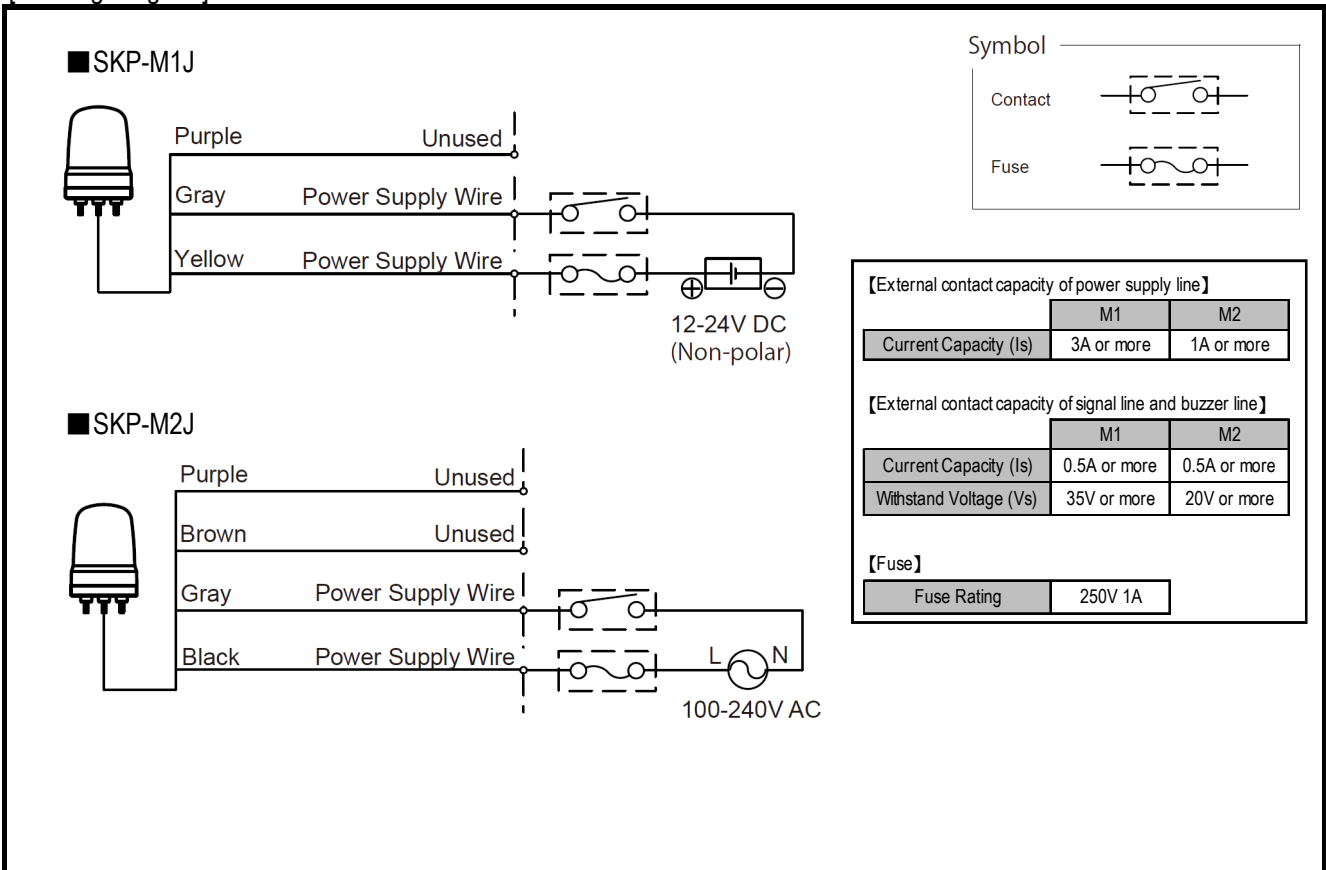 ■SKP-M1J
Purple Unused
Gray Power Supply Wire
Yellow Power Supply Wire
⊕ ⊖
12-24V DC
(Non-polar)
■SKP-M2J
Purple Unused
Brown Unused
Gray Power Supply Wire
Black Power Supply Wire
L N
100-240V AC
Symbol
Contact
Fuse
【External contact capacity of power supply line】
M1 M2
Current Capacity (Is) 3A or more 1A or more
【External contact capacity of signal line and buzzer line】
M1 M2
Current Capacity (Is) 0.5A or more 0.5A or more
Withstand Voltage (Vs) 35V or more 20V or more
【Fuse】
Fuse Rating 250V 1A